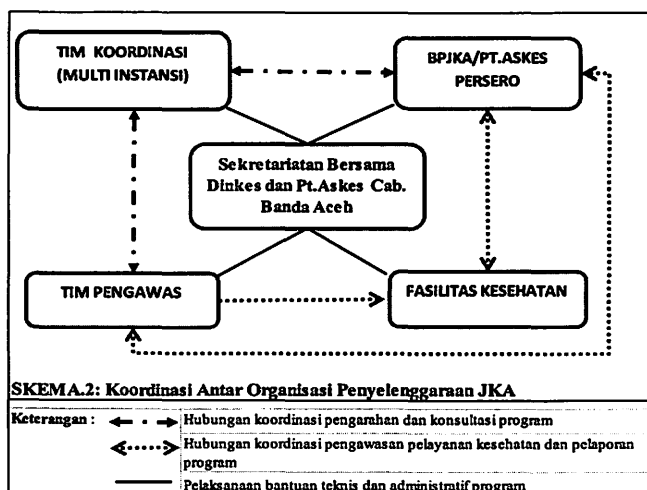 TIM KOORDINASI
(MULTI INSTANSI)
BPJKA/PT.ASKES
PERSERO
Sekretariatan Bersama
Dinkes dan Pt.Askes Cab.
Banda Aceh
TIM PENGAWAS
FASILITAS KESEHATAN
SKEMA.2: Koordinasi Antar Organisasi Penyelenggaraan JKA
Keterangan :
Hubungan koordinasi pengarahan dan konsultasi program
Hubungan koordinasi pengawasan pelayanan kesehatan dan pelaporan
program
Pelaksanaan bantuan teknis dan administratif program